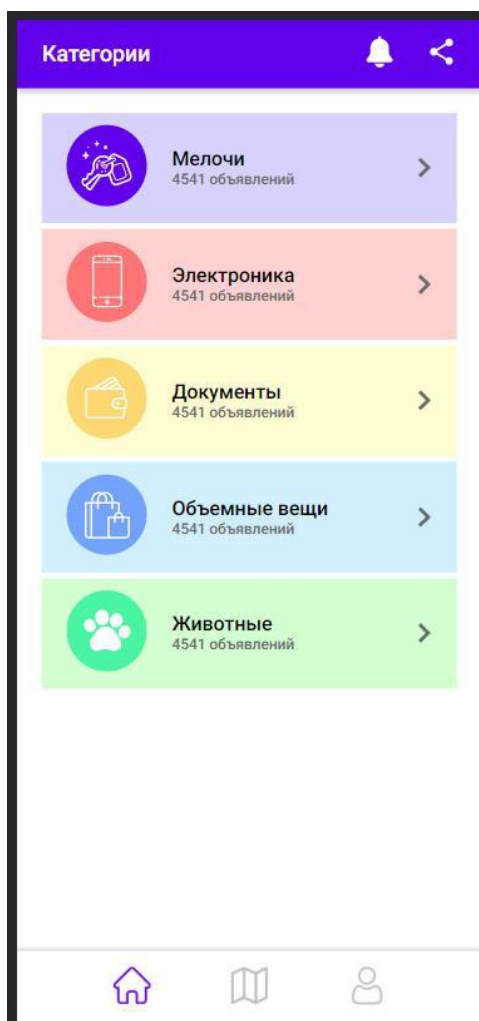 Категории
Мелочи
4541 объявлений
Электроника
4541 объявлений
Документы
4541 объявлений
Объемные вещи
4541 объявлений
Животные
4541 объявлений